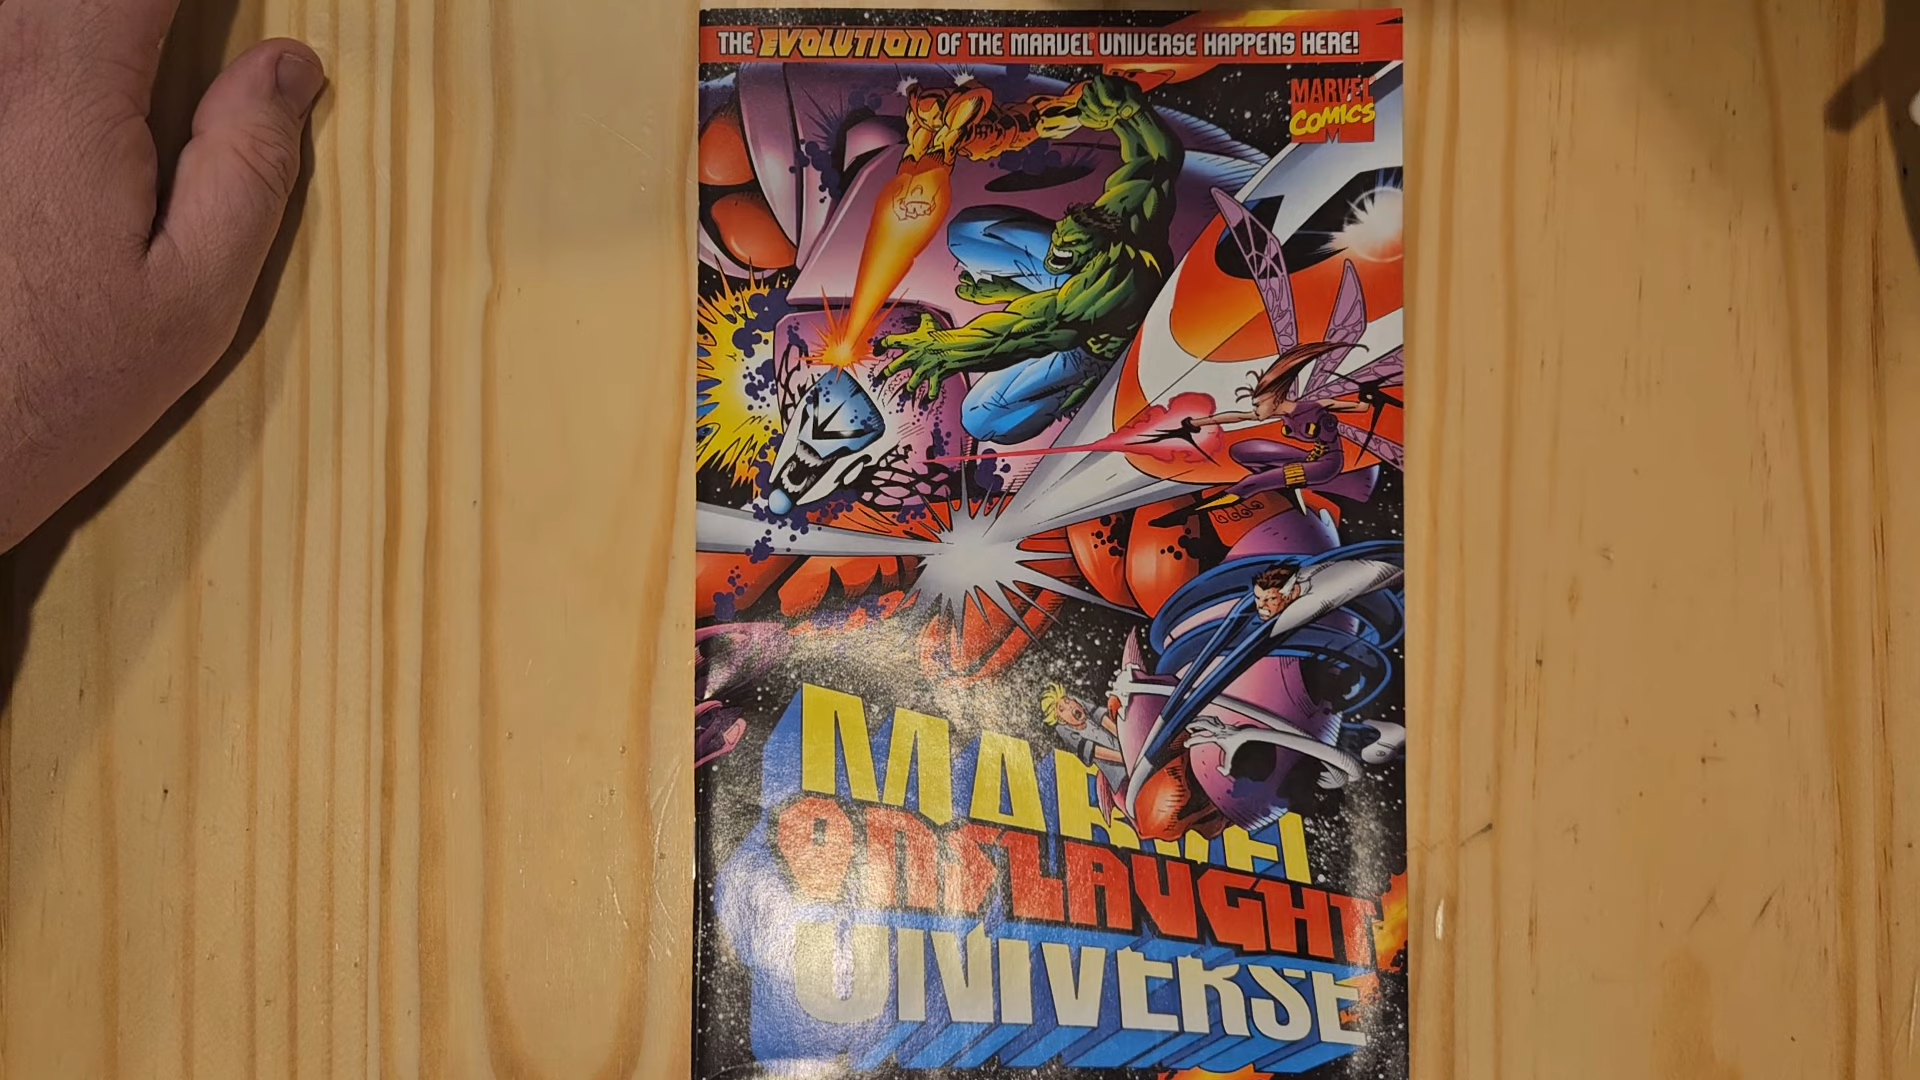 THE EVOLUTION OF THE MARVEL UNIVERSE HAPPENS HERE!
MARVEL
COMICS
M
MARVEL
ONSLAUGHT
UNIVERSE